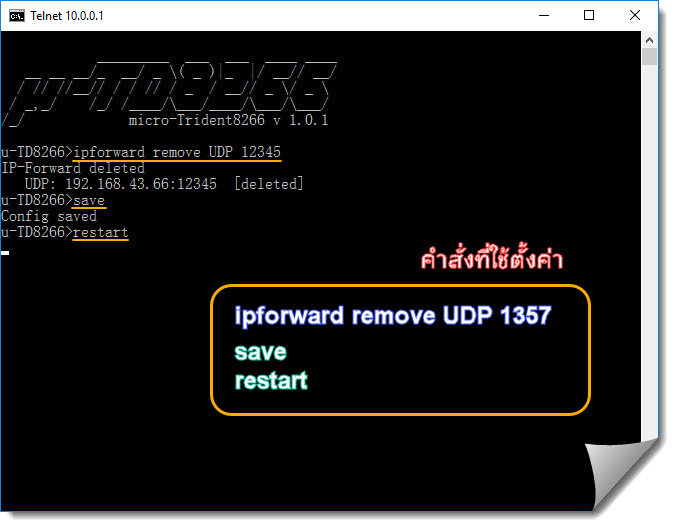 Telnet 10.0.0.1
μ-TD8266
micro-Trident8266 v 1.0.1
u-TD8266>ipforward remove UDP 12345
IP-Forward deleted
UDP: 192.168.43.66:12345 [deleted]
u-TD8266>save
Config saved
u-TD8266>restart
คำสั่งที่ใช้ตั้งค่า
ipforward remove UDP 1357
save
restart